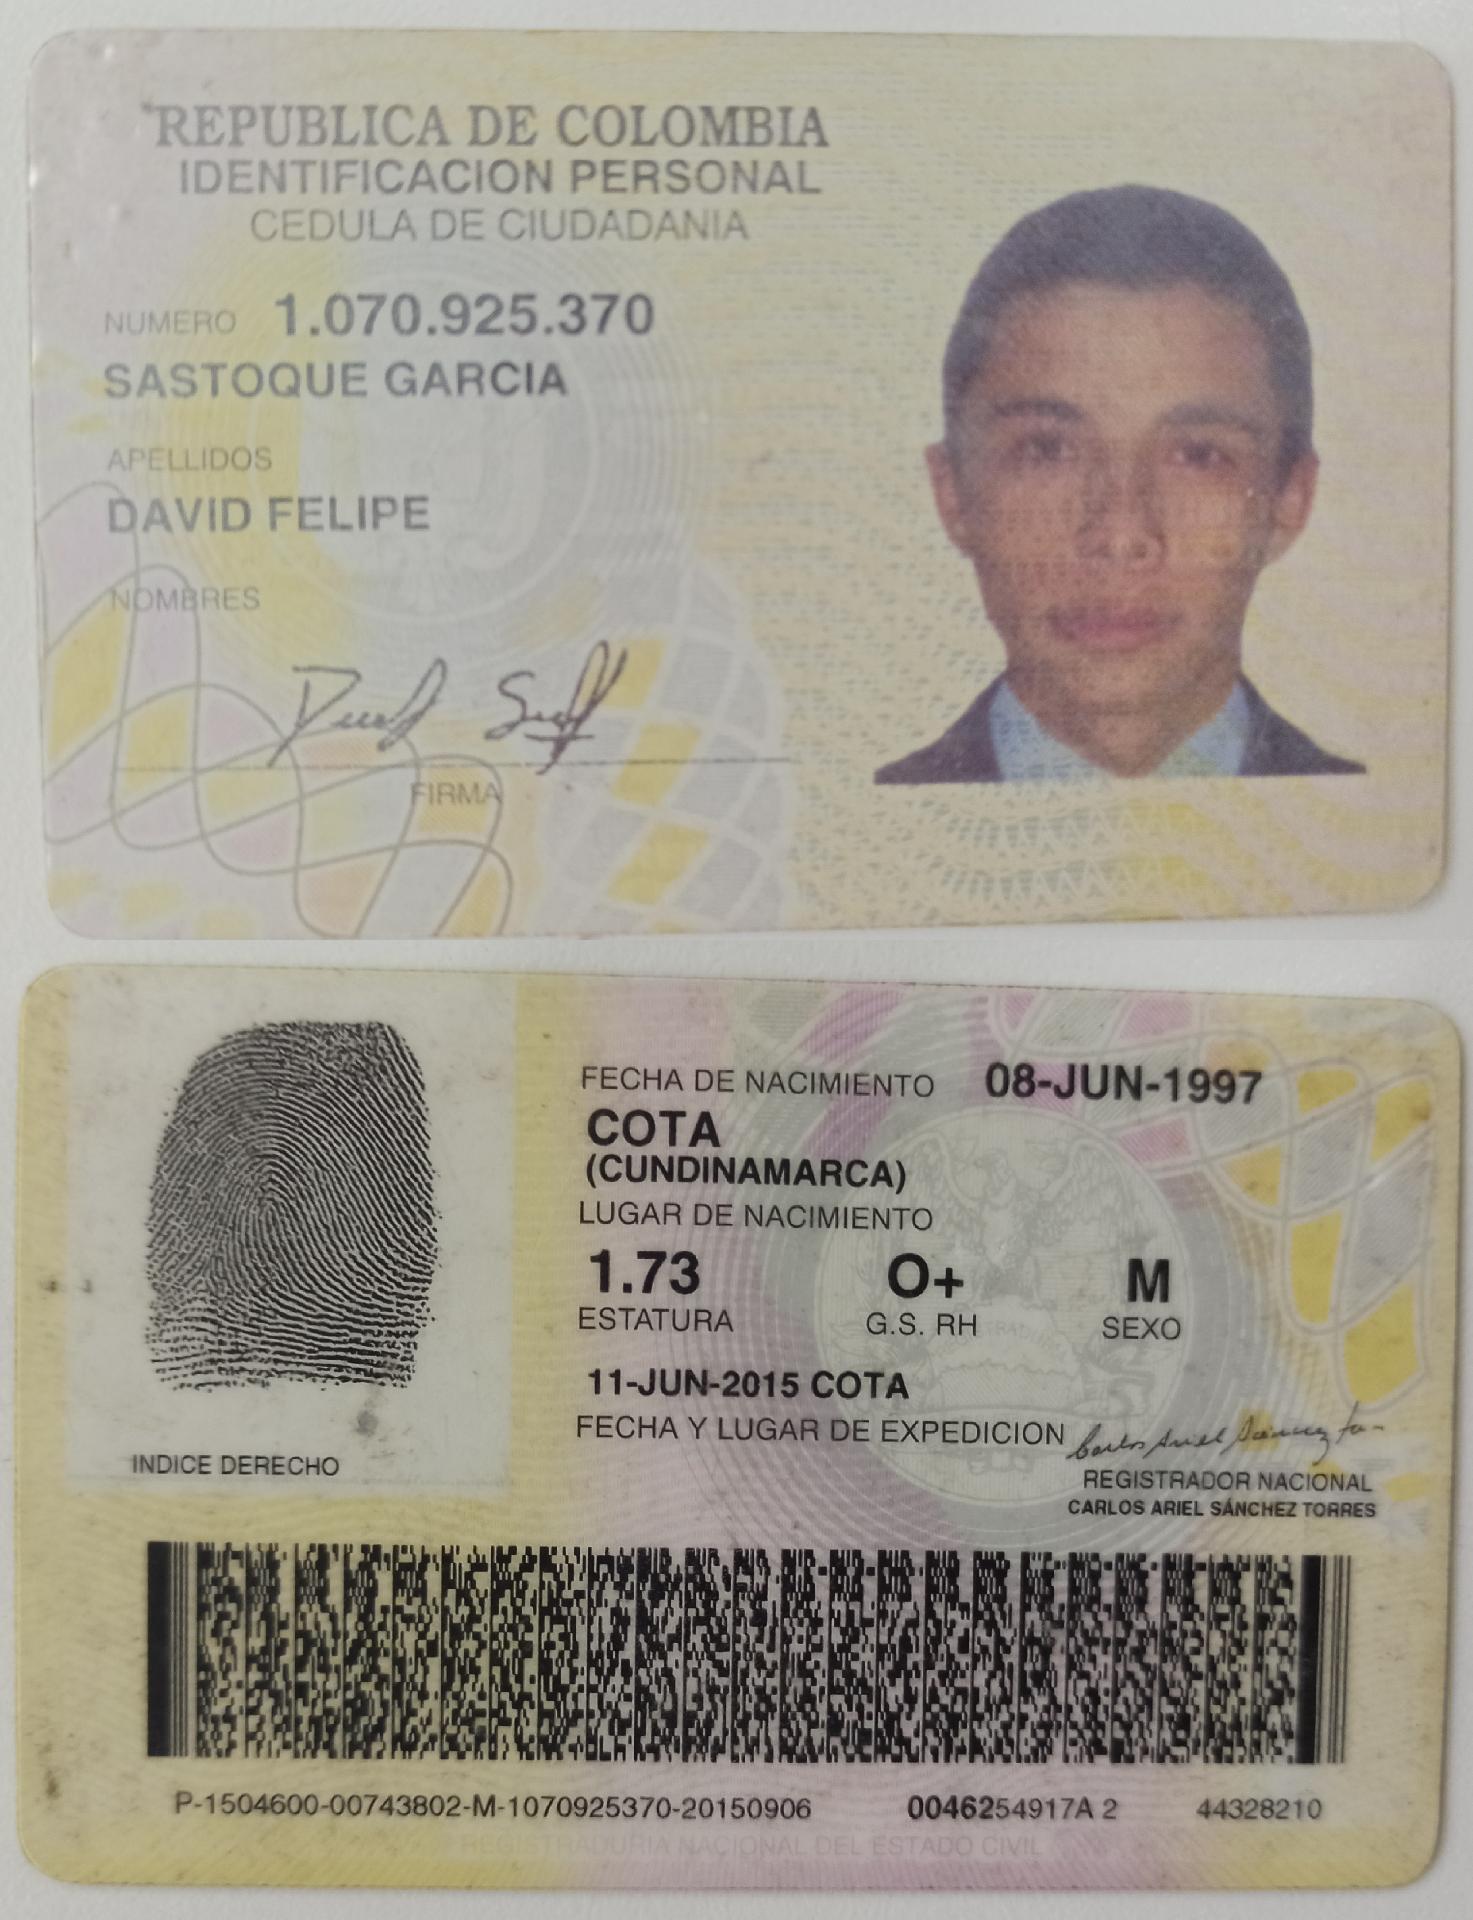 REPUBLICA DE COLOMBIA
IDENTIFICACION PERSONAL
CEDULA DE CIUDADANIA
NUMERO 1.070.925.370
SASTOQUE GARCIA
APELLIDOS
DAVID FELIPE
NOMBRES
FIRMA
FECHA DE NACIMIENTO 08-JUN-1997
COTA
(CUNDINAMARCA)
LUGAR DE NACIMIENTO
1.73 O+ M
ESTATURA G.S. RH SEXO
11-JUN-2015 COTA
FECHA Y LUGAR DE EXPEDICION
INDICE DERECHO
REGISTRADOR NACIONAL
CARLOS ARIEL SÁNCHEZ TORRES
P-1504600-00743802-M-1070925370-20150906 0046254917A 2 44328210
REGISTRADURIA NACIONAL DEL ESTADO CIVIL